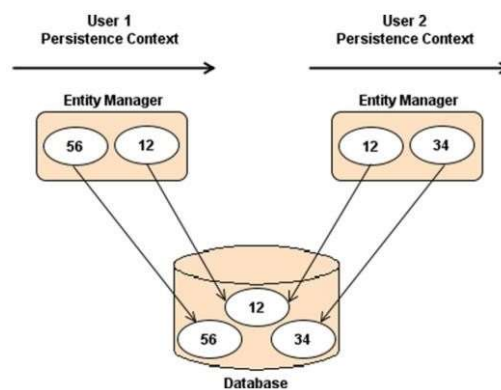 User 1
Persistence Context
User 2
Persistence Context
Entity Manager
56 12
Entity Manager
12 34
12
56 34
Database